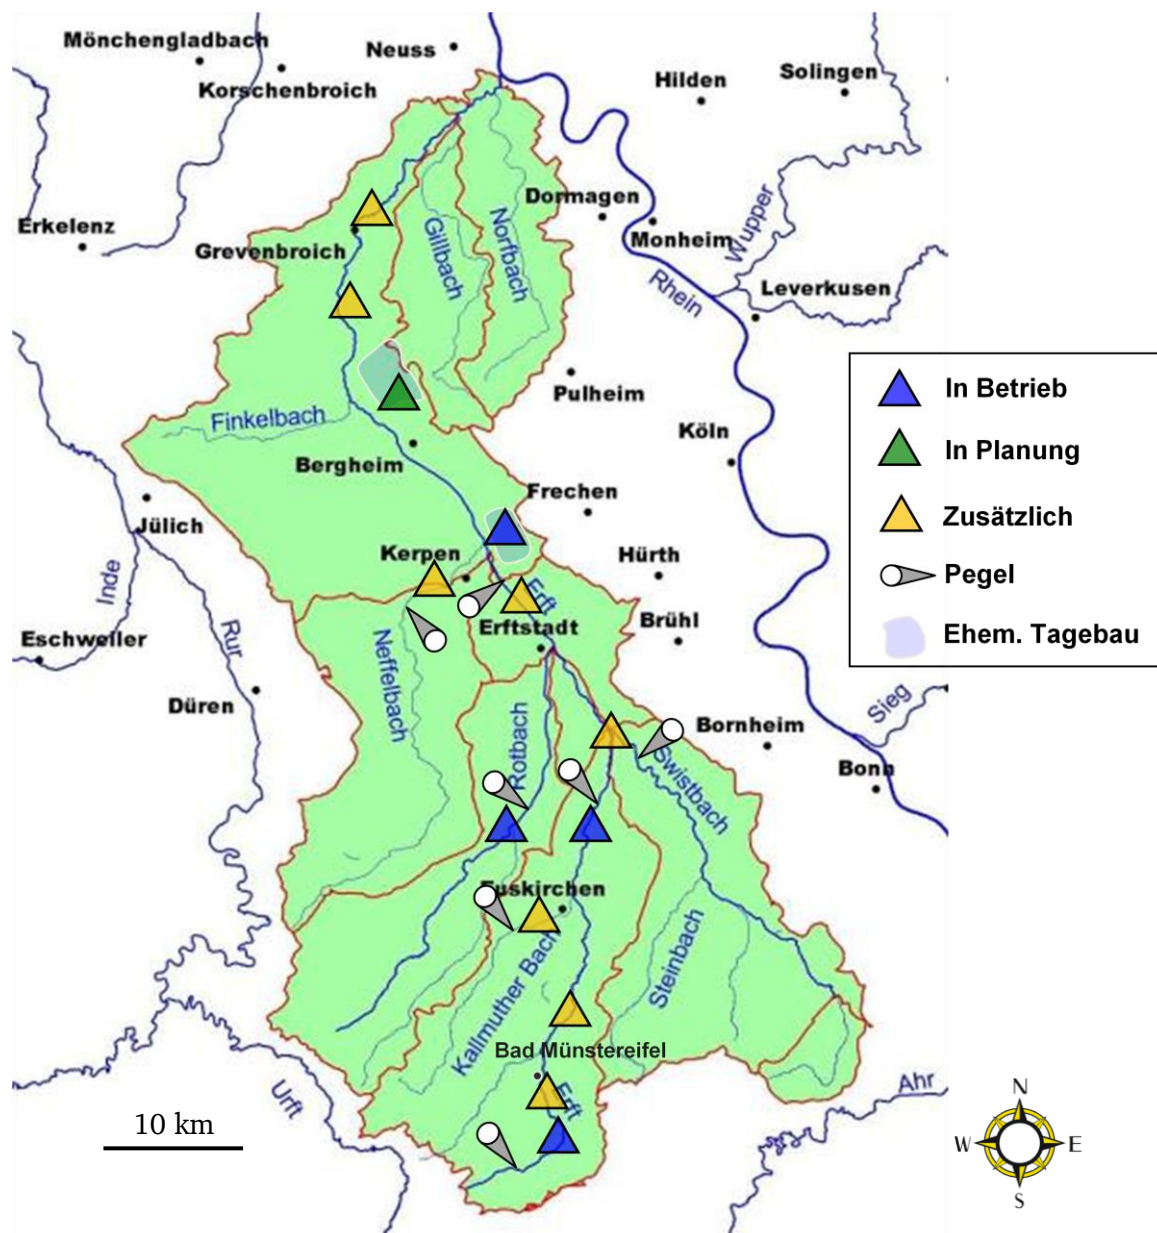 Mönchengladbach
Neuss
Korschenbroich
Hilden
Solingen
Erkelenz
Grevenbroich
Gillbach
Norfbach
Dormagen
Monheim
Wupper
Rhein
Leverkusen
Finkelbach
Pulheim
Bergheim
Köln
Frechen
Jülich
Kerpen
Hürth
Inde
Erft
Eschweiler
Rur
Erftstadt
Brühl
Neffelbach
Düren
Rotbach
Bornheim
Sieg
Swistbach
Bonn
Euskirchen
Kallmuther Bach
Steinbach
Bad Münstereifel
Erft
Urft
Ahr
10 km
In Betrieb
In Planung
Zusätzlich
Pegel
Ehem. Tagebau
N
W
E
S